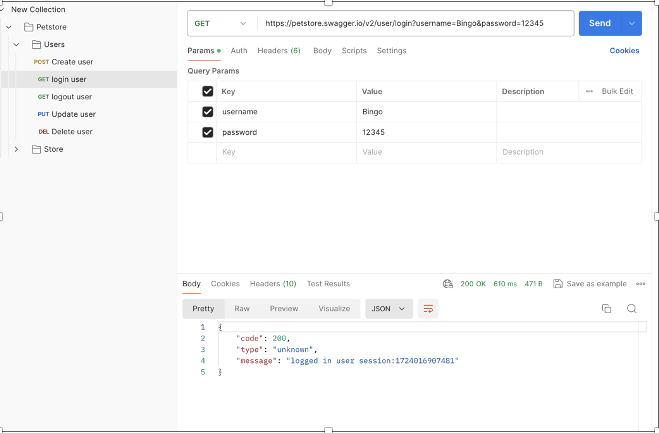 New Collection
Petstore
Users
POST Create user
GET login user
GET logout user
PUT Update user
DEL Delete user
Store
GET https://petstore.swagger.io/v2/user/login?username=Bingo&password=12345 Send
Params Auth Headers (6) Body Scripts Settings Cookies
Query Params
Key Value Description Bulk Edit
username Bingo
password 12345
Key Value Description
Body Cookies Headers (10) Test Results 200 OK 610 ms 471 B Save as example
Pretty Raw Preview Visualize JSON
1 {
2 "code": 200,
3 "type": "unknown",
4 "message": "logged in user session:1724016907481"
5 }